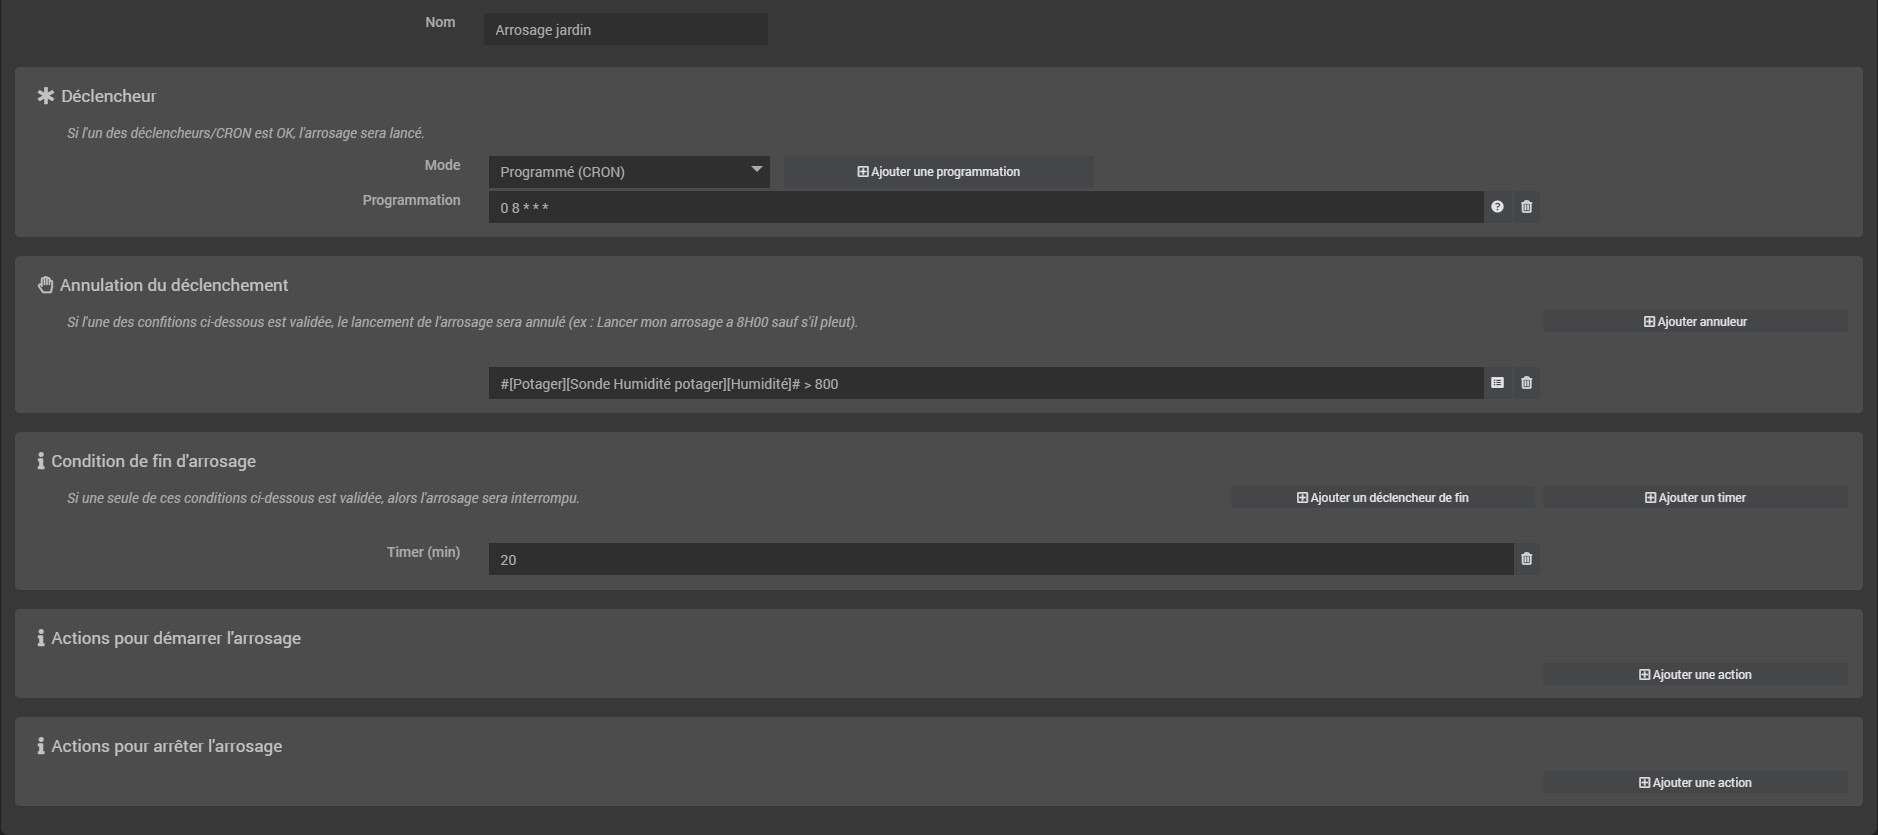 Nom
Arrosage jardin
Déclencheur
Si l'un des déclencheurs/CRON est OK, l'arrosage sera lancé.
Mode
Programmé (CRON)
Ajouter une programmation
Programmation
0 8 * * *
Annulation du déclenchement
Si l'une des confitions ci-dessous est validée, le lancement de l'arrosage sera annulé (ex : Lancer mon arrosage a 8H00 sauf s'il pleut).
Ajouter annuleur
#[Potager][Sonde Humidité potager][Humidité]# > 800
Condition de fin d'arrosage
Si une seule de ces conditions ci-dessous est validée, alors l'arrosage sera interrompu.
Ajouter un déclencheur de fin
Ajouter un timer
Timer (min)
20
Actions pour démarrer l'arrosage
Ajouter une action
Actions pour arrêter l'arrosage
Ajouter une action